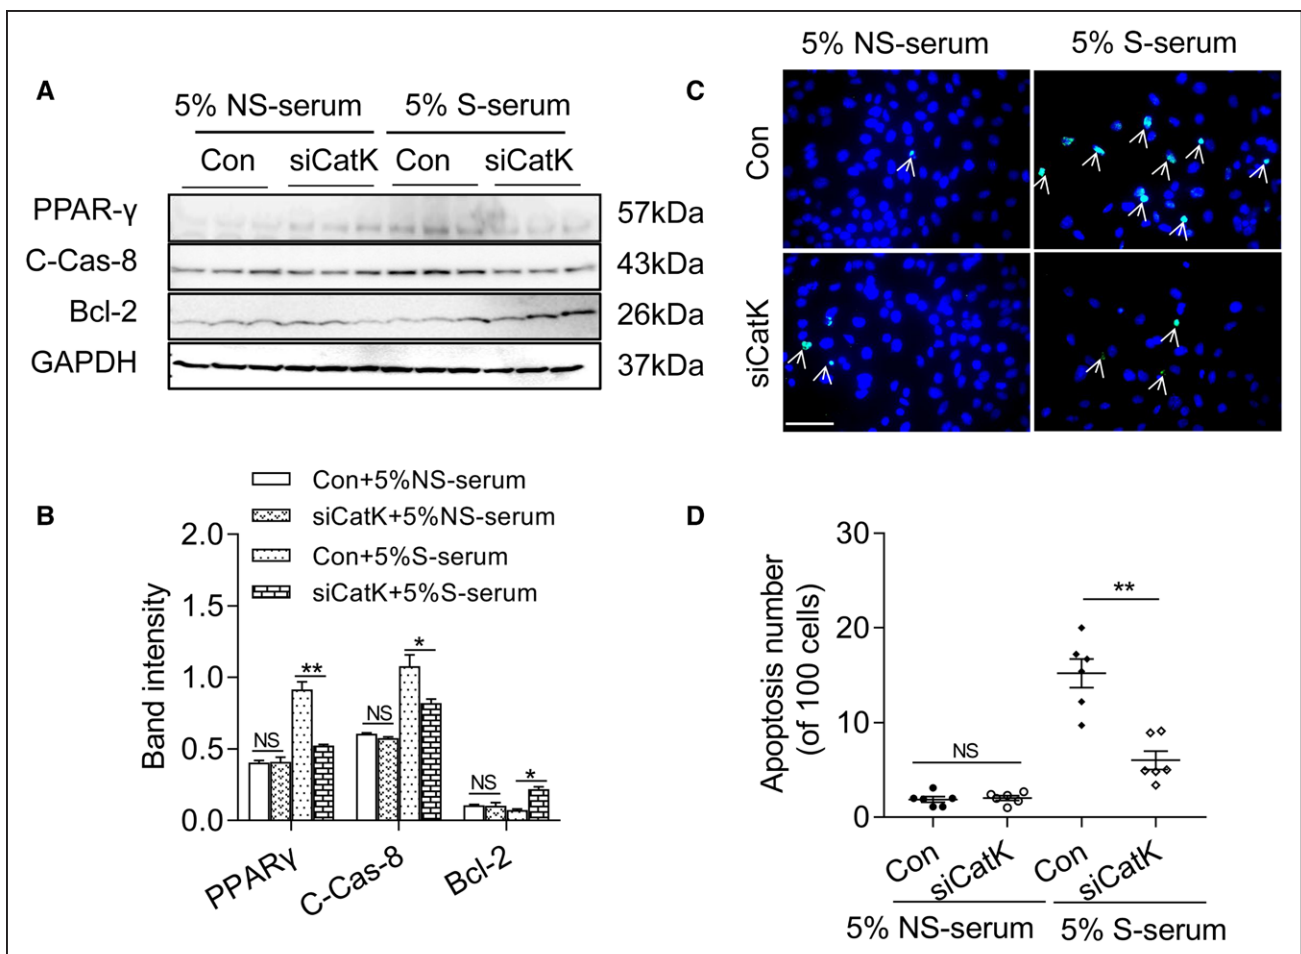 A
5% NS-serum 5% S-serum
Con siCatK Con siCatK
PPAR-γ 57kDa
C-Cas-8 43kDa
Bcl-2 26kDa
GAPDH 37kDa
B
Con+5%NS-serum
siCatK+5%NS-serum
Con+5%S-serum
siCatK+5%S-serum
Band intensity
2.0
1.5
1.0
0.5
0.0
NS **
NS *
NS *
PPARγ C-Cas-8 Bcl-2
C
5% NS-serum 5% S-serum
Con
siCatK
D
Apoptosis number
(of 100 cells)
30
20
10
0
NS
**
Con siCatK Con siCatK
5% NS-serum 5% S-serum